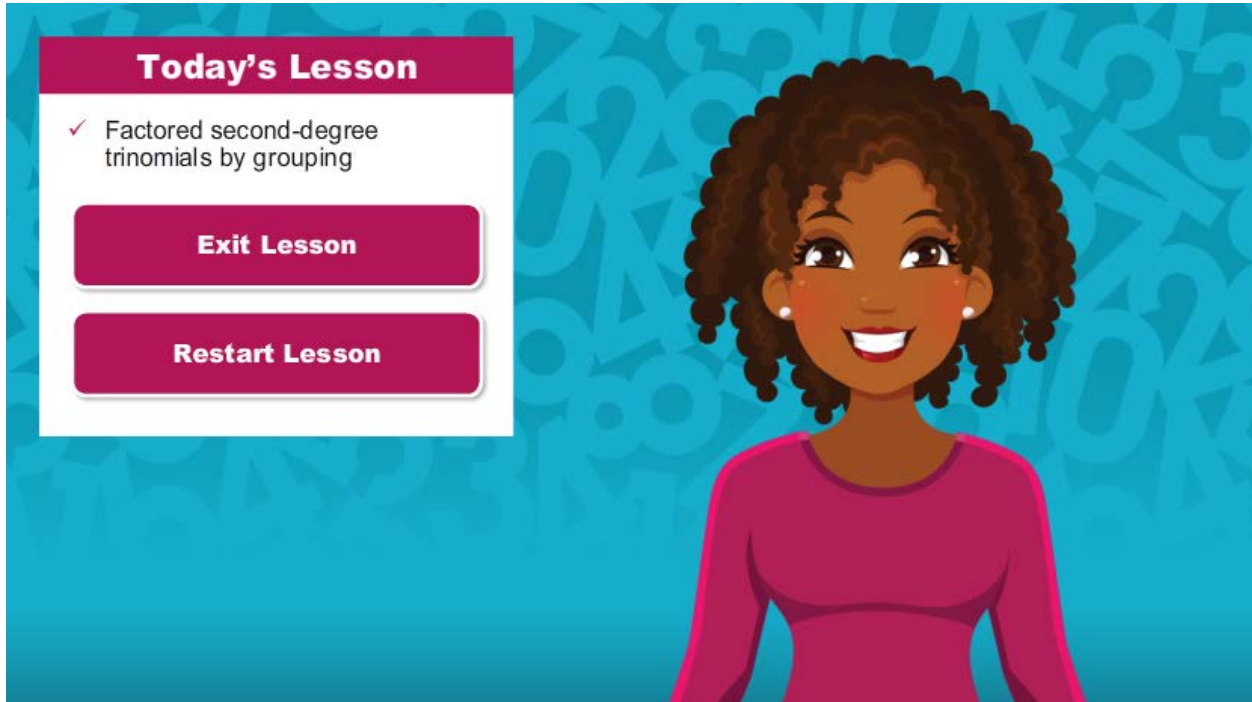 Today's Lesson
✓ Factored second-degree
trinomials by grouping
Exit Lesson
Restart Lesson